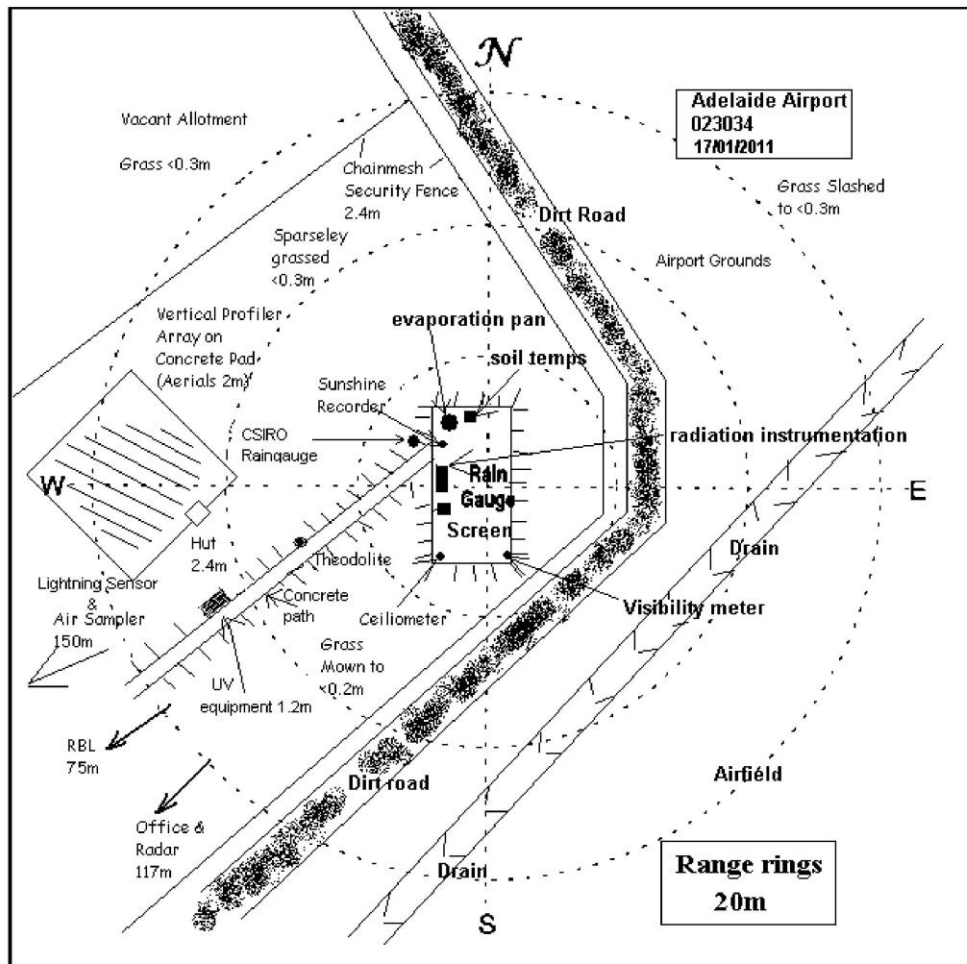 N
Adelaide Airport
023034
17/01/2011
Vacant Allotment
Grass <0.3m
Chainmesh
Security Fence
2.4m
Grass Slashed
to <0.3m
Dirt Road
Sparseley
grassed
<0.3m
Airport Grounds
Vertical Profiler
Array on
Concrete Pad
(Aerials 2m)
evaporation pan
soil temps
Sunshine
Recorder
CSIRO
Raingauge
radiation instrumentation
Rain
Gauge
Screen
W
E
Hut
2.4m
Theodolite
Drain
Lightning Sensor
&
Air Sampler
150m
Concrete
path
Ceiliometer
Visibility meter
Grass
Mown to
<0.2m
UV
equipment 1.2m
RBL
75m
Dirt road
Airfield
Office &
Radar
117m
Drain
Range rings
20m
S